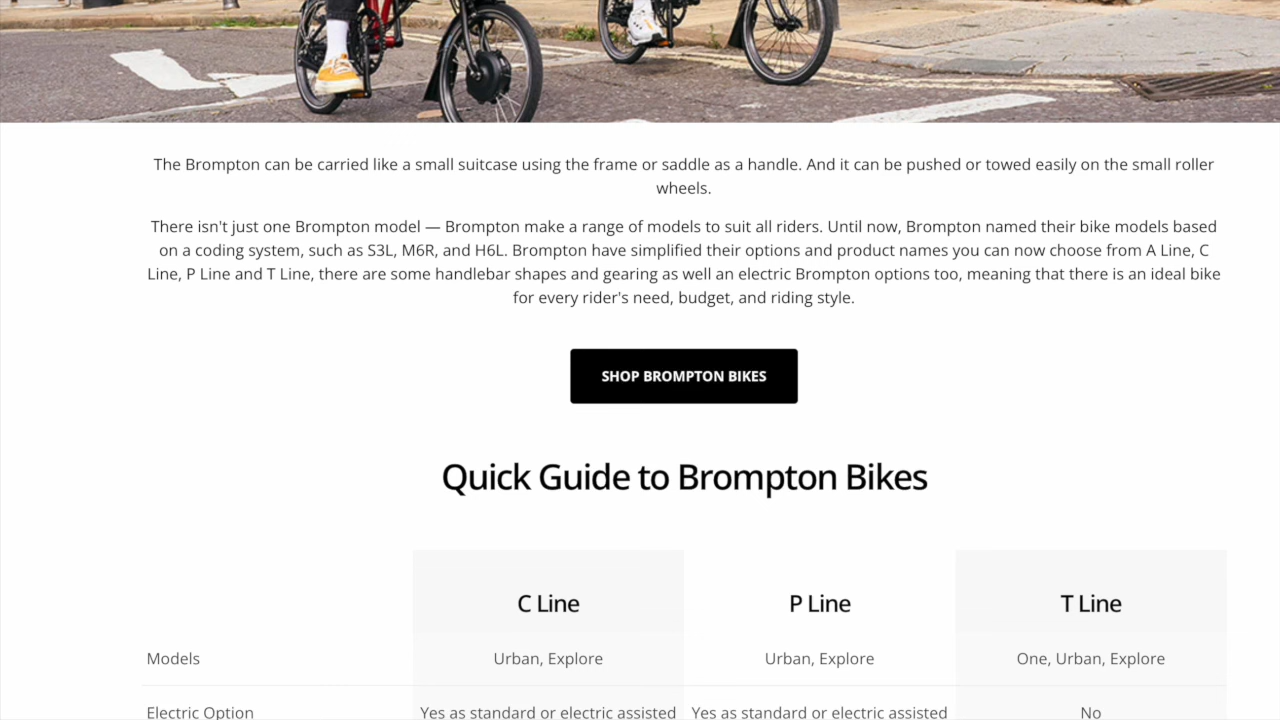 The Brompton can be carried like a small suitcase using the frame or saddle as a handle. And it can be pushed or towed easily on the small roller
wheels.
There isn't just one Brompton model — Brompton make a range of models to suit all riders. Until now, Brompton named their bike models based
on a coding system, such as S3L, M6R, and H6L. Brompton have simplified their options and product names you can now choose from A Line, C
Line, P Line and T Line, there are some handlebar shapes and gearing as well an electric Brompton options too, meaning that there is an ideal bike
for every rider's need, budget, and riding style.
SHOP BROMPTON BIKES
Quick Guide to Brompton Bikes
C Line P Line T Line
Models Urban, Explore Urban, Explore One, Urban, Explore
Electric Option Yes as standard or electric assisted Yes as standard or electric assisted No